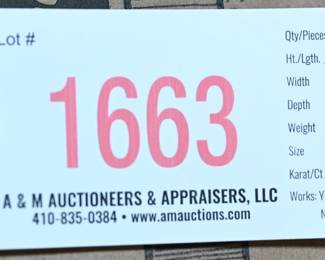 Lot #
1663
A & M AUCTIONEERS & APPRAISERS, LLC
410-835-0384 • www.amauctions.com
Qty/Pieces
Ht./Lgth.
Width
Depth
Weight
Size
Karat/Ct
Works: Y
N